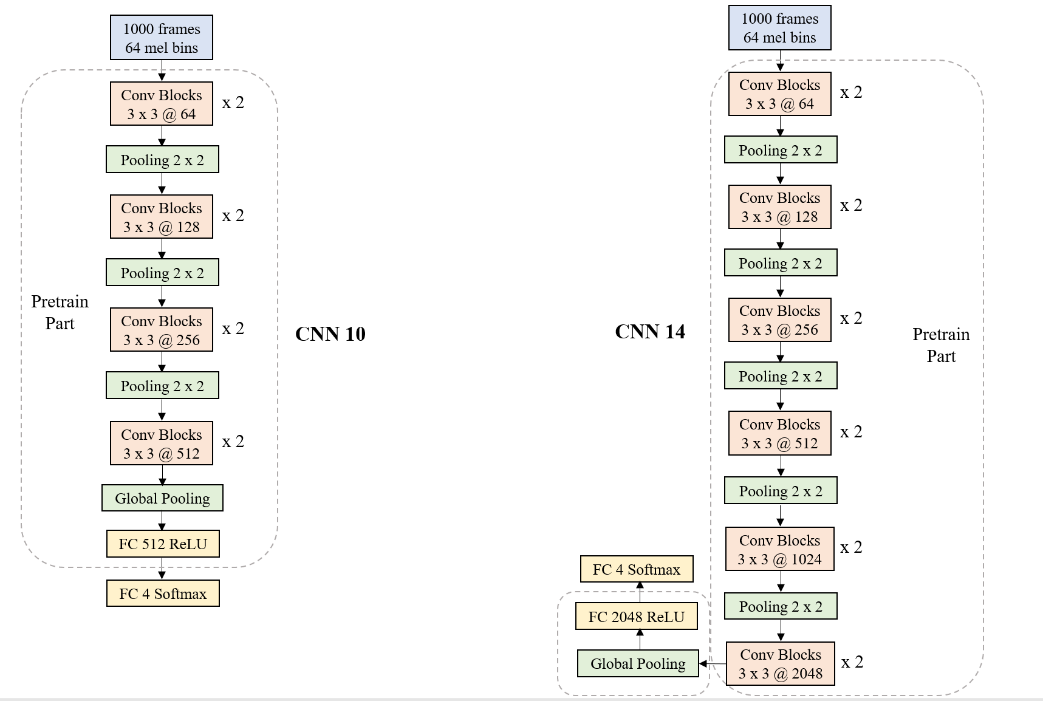 1000 frames
64 mel bins
Conv Blocks
3 x 3 @ 64
x 2
Pooling 2 x 2
Conv Blocks
3 x 3 @ 128
x 2
Pooling 2 x 2
Conv Blocks
3 x 3 @ 256
x 2
Pooling 2 x 2
Conv Blocks
3 x 3 @ 512
x 2
Global Pooling
FC 512 ReLU
FC 4 Softmax
Pretrain
Part
CNN 10
CNN 14
1000 frames
64 mel bins
Conv Blocks
3 x 3 @ 64
x 2
Pooling 2 x 2
Conv Blocks
3 x 3 @ 128
x 2
Pooling 2 x 2
Conv Blocks
3 x 3 @ 256
x 2
Pooling 2 x 2
Conv Blocks
3 x 3 @ 512
x 2
Pooling 2 x 2
Conv Blocks
3 x 3 @ 1024
x 2
Pooling 2 x 2
Conv Blocks
3 x 3 @ 2048
x 2
Global Pooling
FC 2048 ReLU
FC 4 Softmax
Pretrain
Part